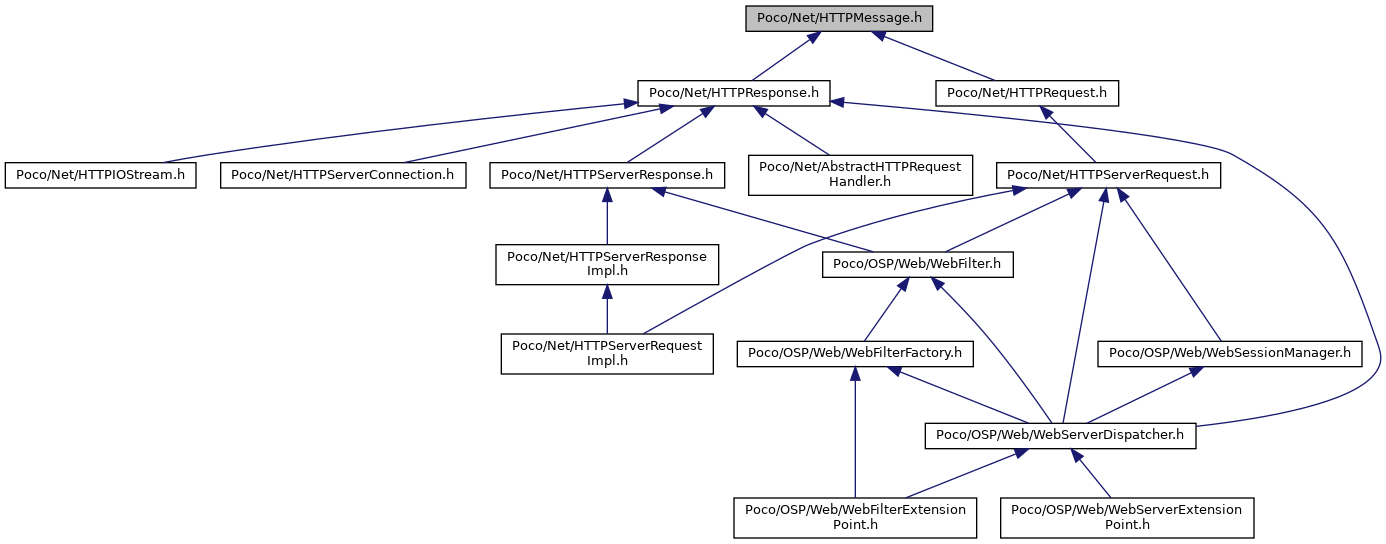 Poco/Net/HTTPMessage.h
Poco/Net/HTTPResponse.h
Poco/Net/HTTPRequest.h
Poco/Net/HTTPIOStream.h
Poco/Net/HTTPServerConnection.h
Poco/Net/HTTPServerResponse.h
Poco/Net/AbstractHTTPRequest
Handler.h
Poco/Net/HTTPServerRequest.h
Poco/Net/HTTPServerResponse
Impl.h
Poco/OSP/Web/WebFilter.h
Poco/Net/HTTPServerRequest
Impl.h
Poco/OSP/Web/WebFilterFactory.h
Poco/OSP/Web/WebSessionManager.h
Poco/OSP/Web/WebServerDispatcher.h
Poco/OSP/Web/WebFilterExtension
Point.h
Poco/OSP/Web/WebServerExtension
Point.h